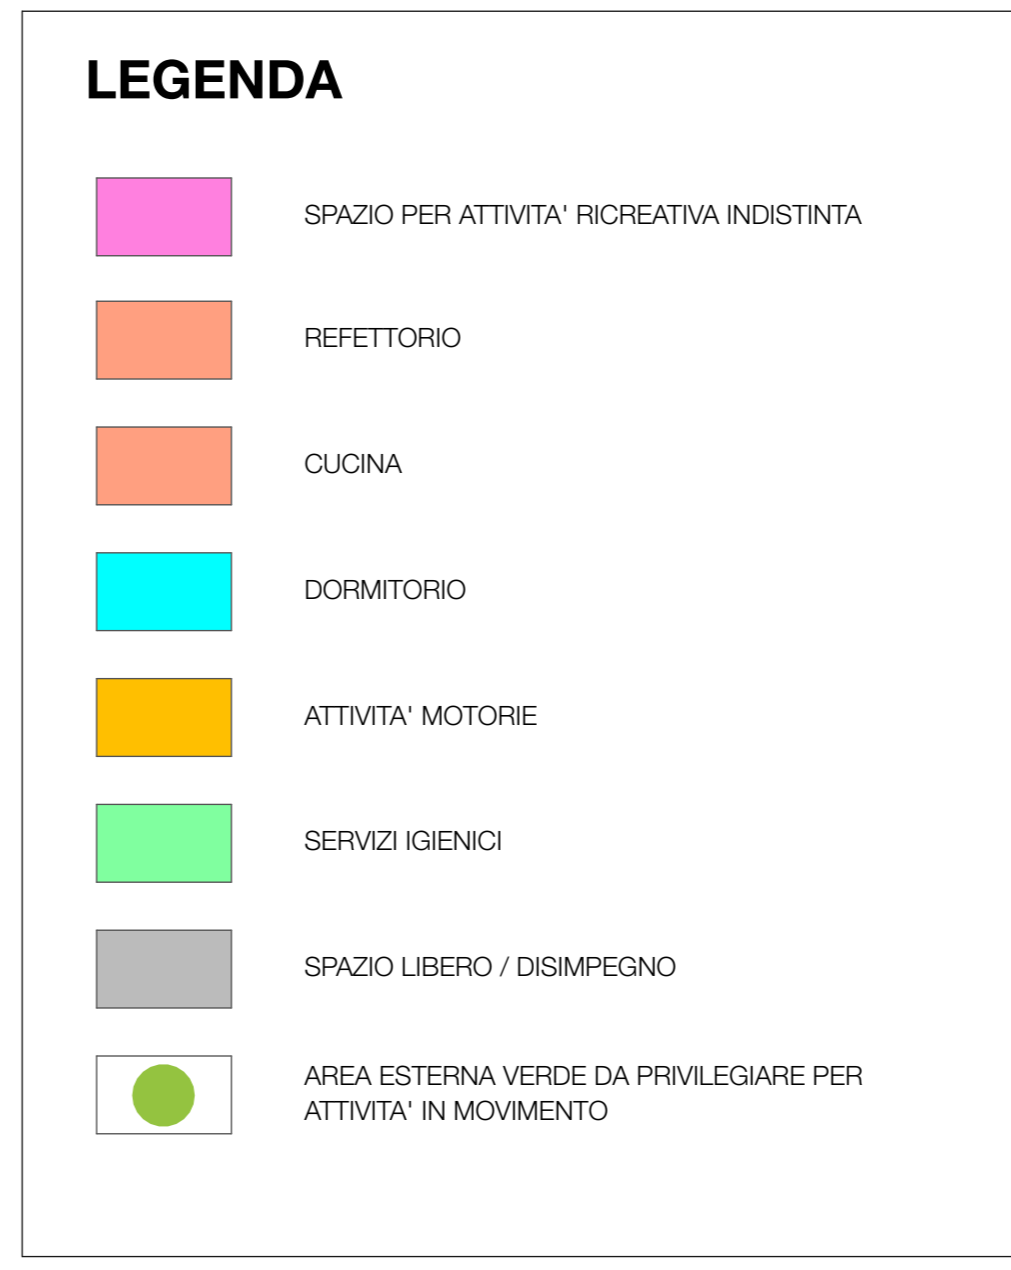 LEGENDA
SPAZIO PER ATTIVITA' RICREATIVA INDISTINTA
REFETTORIO
CUCINA
DORMITORIO
ATTIVITA' MOTORIE
SERVIZI IGIENICI
SPAZIO LIBERO / DISIMPEGNO
AREA ESTERNA VERDE DA PRIVILEGIARE PER
ATTIVITA' IN MOVIMENTO